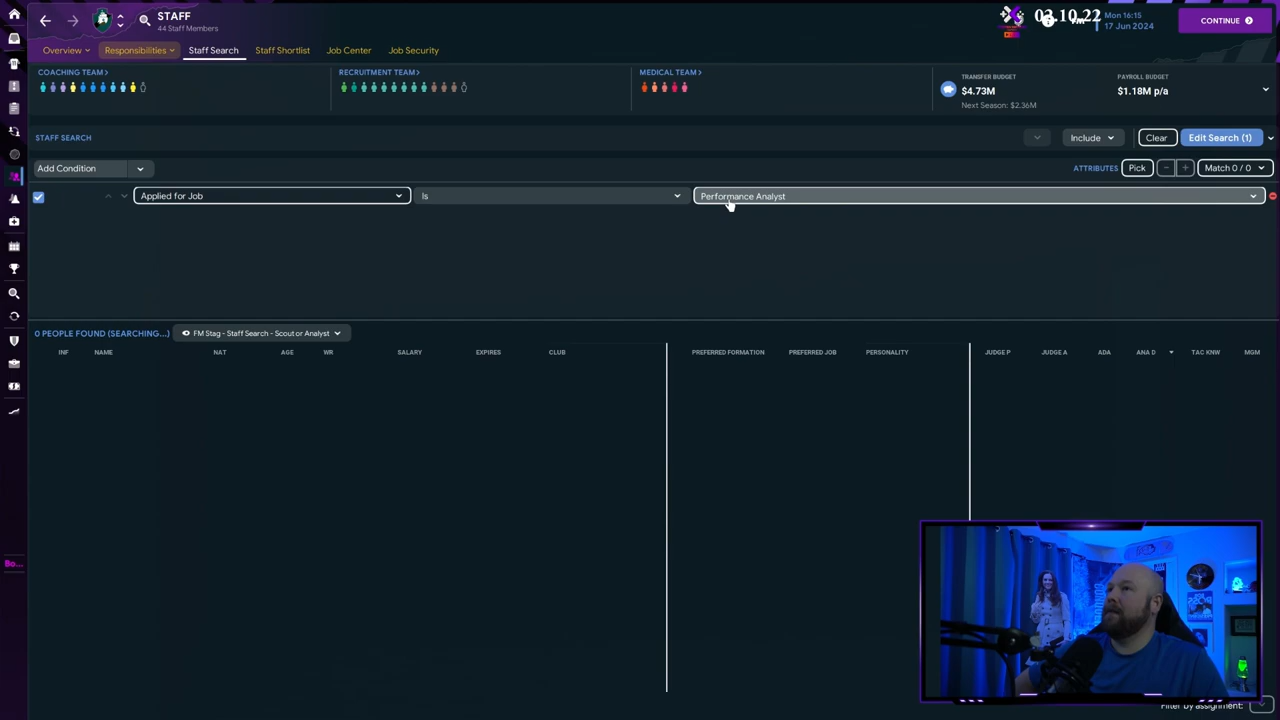 STAFF
44 Staff Members
03.10.22
Mon 16:15
17 Jun 2024
CONTINUE
Overview
Responsibilities
Staff Search
Staff Shortlist
Job Center
Job Security
COACHING TEAM >
RECRUITMENT TEAM >
MEDICAL TEAM >
TRANSFER BUDGET
$4.73M
Next Season: $2.36M
PAYROLL BUDGET
$1.18M p/a
STAFF SEARCH
Include
Clear
Edit Search (1)
Add Condition
ATTRIBUTES
Pick
Match 0 / 0
Applied for Job
Is
Performance Analyst
0 PEOPLE FOUND (SEARCHING...)
FM Stag - Staff Search - Scout or Analyst
INF NAME NAT AGE WR SALARY EXPIRES CLUB PREFERRED FORMATION PREFERRED JOB PERSONALITY JUDGE P JUDGE A ADA ANA D TAC KNW MGM
Bo...
Filter by assignment: